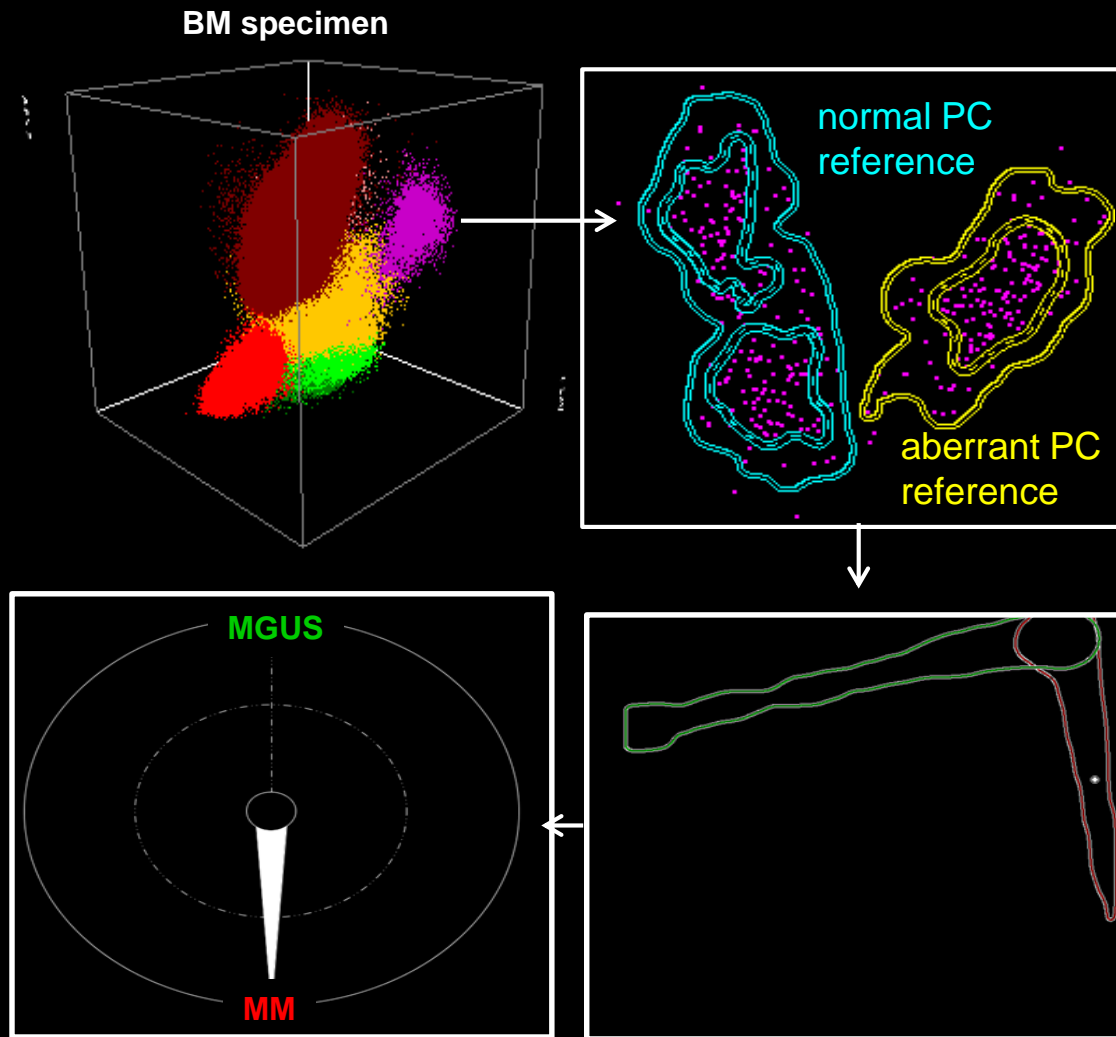 BM specimen
normal PC
reference
aberrant PC
reference
MGUS
MM